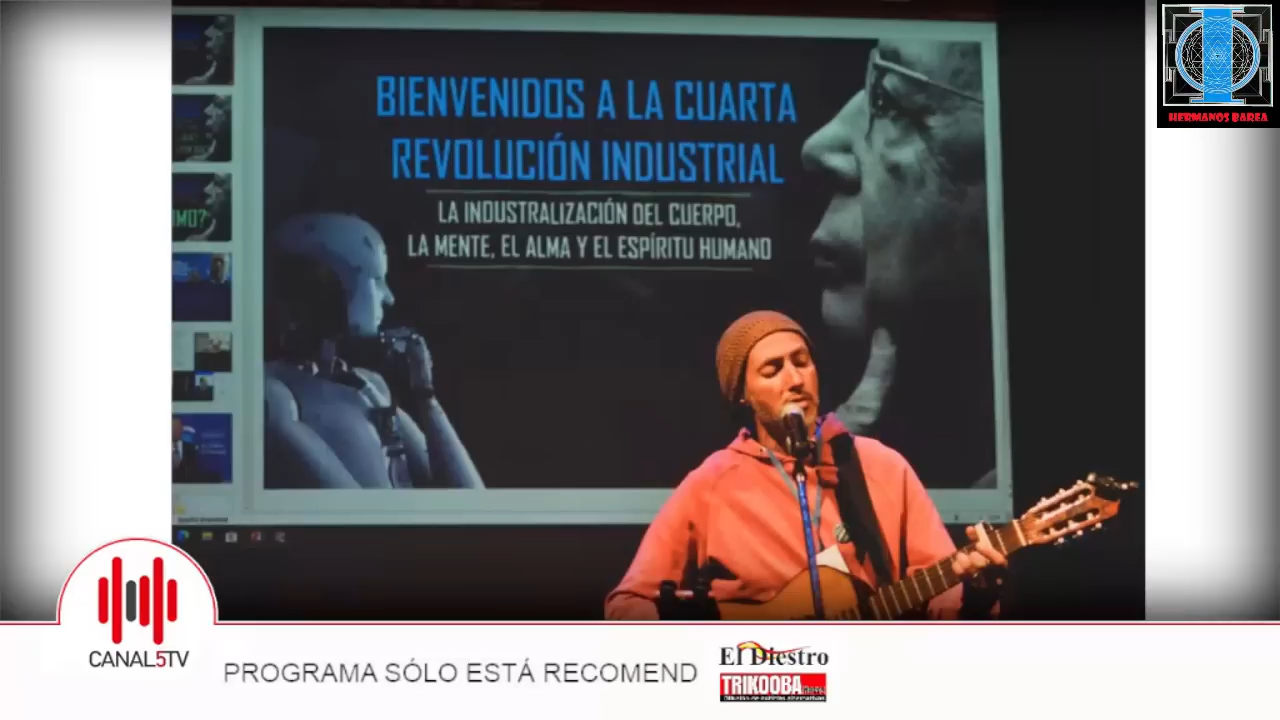 BIENVENIDOS A LA CUARTA
REVOLUCIÓN INDUSTRIAL
LA INDUSTRALIZACIÓN DEL CUERPO,
LA MENTE, EL ALMA Y EL ESPÍRITU HUMANO
IMO?
HERMANOS BAREA
CANAL5TV
PROGRAMA SÓLO ESTÁ RECOMEND
El Diestro
TRIKOOBA